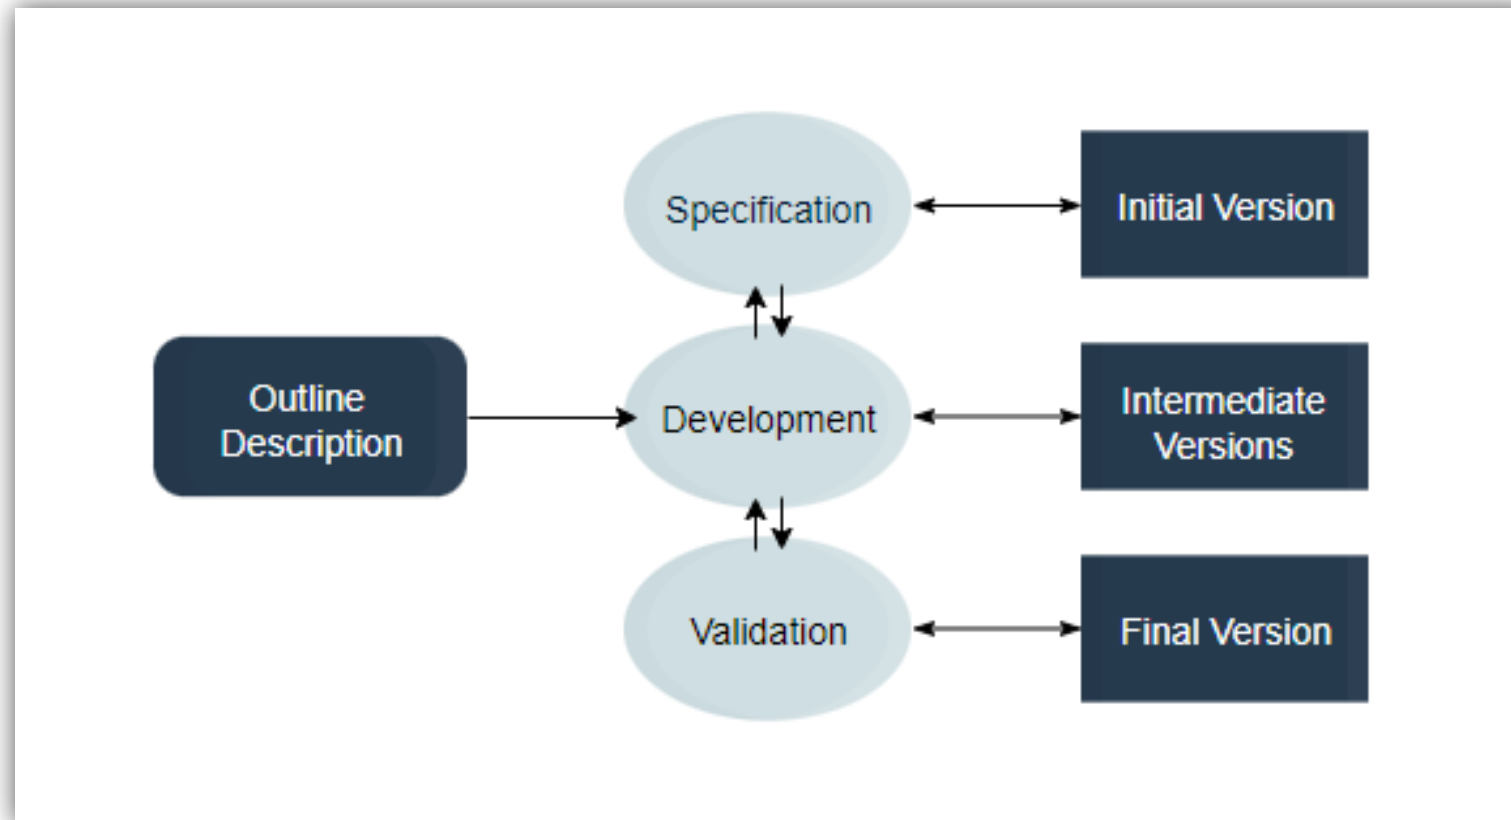 Specification
Initial Version
Outline
Description
Development
Intermediate
Versions
Validation
Final Version